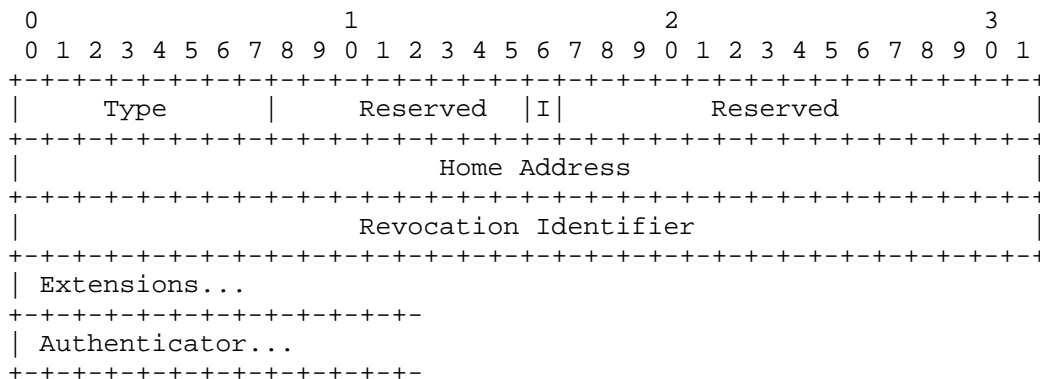 0                   1                   2                   3
 0 1 2 3 4 5 6 7 8 9 0 1 2 3 4 5 6 7 8 9 0 1 2 3 4 5 6 7 8 9 0 1
+-+-+-+-+-+-+-+-+-+-+-+-+-+-+-+-+-+-+-+-+-+-+-+-+-+-+-+-+-+-+-+-+
|     Type      |     Reserved  |I|         Reserved            |
+-+-+-+-+-+-+-+-+-+-+-+-+-+-+-+-+-+-+-+-+-+-+-+-+-+-+-+-+-+-+-+-+
|                          Home Address                         |
+-+-+-+-+-+-+-+-+-+-+-+-+-+-+-+-+-+-+-+-+-+-+-+-+-+-+-+-+-+-+-+-+
|                     Revocation Identifier                     |
+-+-+-+-+-+-+-+-+-+-+-+-+-+-+-+-+-+-+-+-+-+-+-+-+-+-+-+-+-+-+-+-+
| Extensions...
+-+-+-+-+-+-+-+-+-+-+-+-+-
| Authenticator...
+-+-+-+-+-+-+-+-+-+-+-+-+-